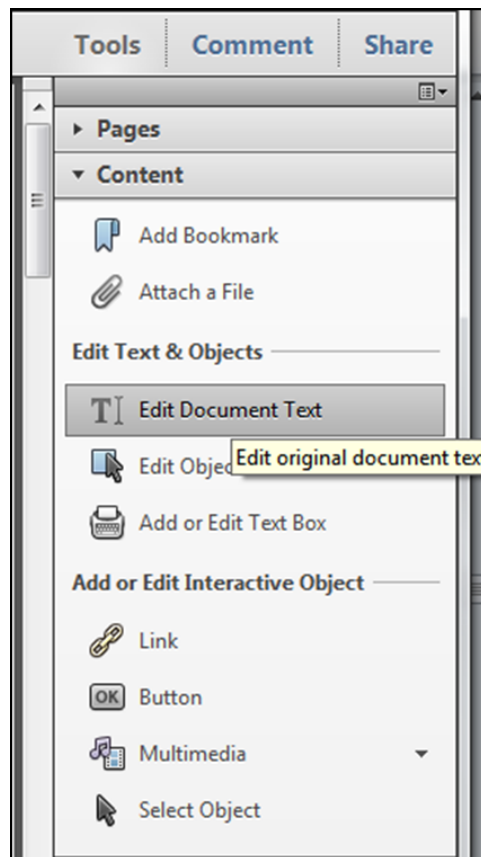 Tools Comment Share
Pages
Content
Add Bookmark
Attach a File
Edit Text & Objects
Edit Document Text
Edit original document tex
Edit Objec
Add or Edit Text Box
Add or Edit Interactive Object
Link
OK Button
Multimedia
Select Object